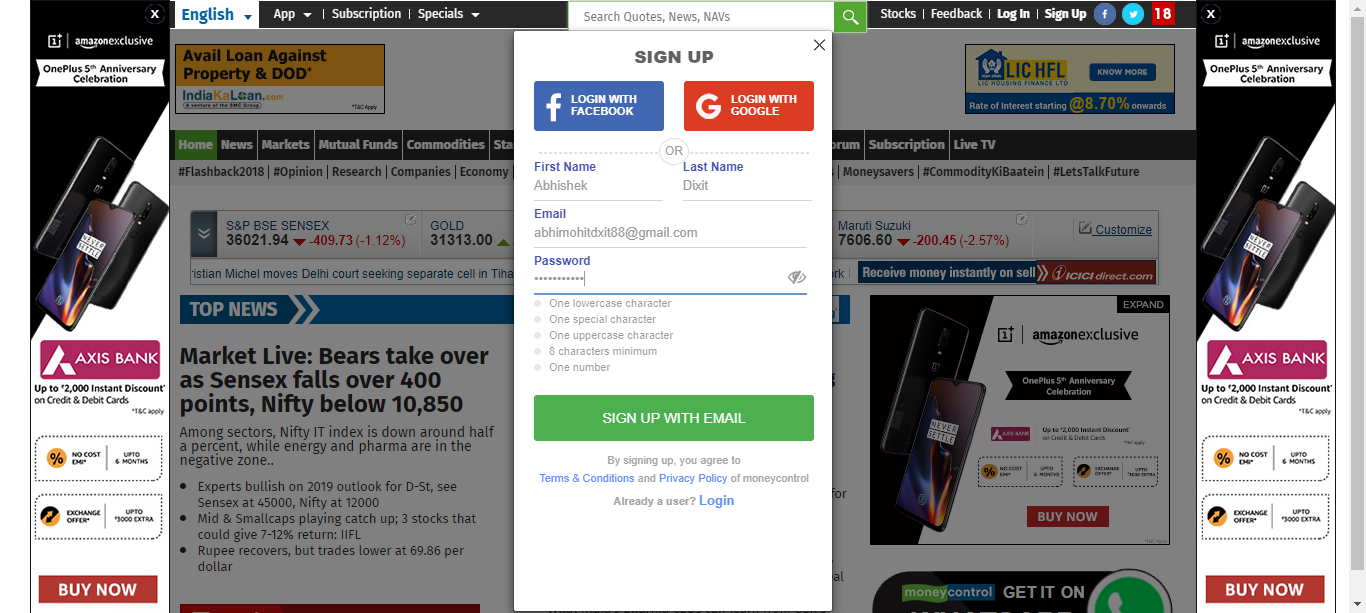 X
1+ | amazonexclusive
OnePlus 5th Anniversary
Celebration
NEVER
SETTLE
AXIS BANK
Up to ₹2,000 Instant Discount*
on Credit & Debit Cards
*T&C apply
% NO COST
EMI*
UPTO
6 MONTHS
EXCHANGE
OFFER*
UPTO
₹3000 EXTRA
BUY NOW
English
App
Subscription
Specials
Search Quotes, News, NAVs
Stocks | Feedback | Log In | Sign Up
18
Avail Loan Against
Property & DOD*
IndiaKaLoan.com
A venture of the SMC Group
*T&C Apply
LIC HFL
LIC HOUSING FINANCE LTD
KNOW MORE
Rate of Interest starting @8.70% onwards
Home
News
Markets
Mutual Funds
Commodities
Sta
orum
Subscription
Live TV
#Flashback2018 | #Opinion | Research | Companies | Economy |
| Moneysavers | #CommodityKiBaatein | #LetsTalkFuture
S&P BSE SENSEX
36021.94 -409.73 (-1.12%)
GOLD
31313.00
Maruti Suzuki
7606.60 -200.45 (-2.57%)
Customize
istian Michel moves Delhi court seeking separate cell in Tiha
rk
Receive money instantly on sell
ICICI direct.com
TOP NEWS
Market Live: Bears take over
as Sensex falls over 400
points, Nifty below 10,850
Among sectors, Nifty IT index is down around half
a percent, while energy and pharma are in the
negative zone..
Experts bullish on 2019 outlook for D-St, see
Sensex at 45000, Nifty at 12000
Mid & Smallcaps playing catch up; 3 stocks that
could give 7-12% return: IIFL
Rupee recovers, but trades lower at 69.86 per
dollar
SIGN UP
LOGIN WITH
FACEBOOK
LOGIN WITH
GOOGLE
OR
First Name
Last Name
Abhishek
Dixit
Email
abhimohitdxit88@gmail.com
Password
One lowercase character
One special character
One uppercase character
8 characters minimum
One number
SIGN UP WITH EMAIL
By signing up, you agree to
Terms & Conditions and Privacy Policy of moneycontrol
Already a user? Login
EXPAND
1+ | amazonexclusive
OnePlus 5th Anniversary
Celebration
NEVER
SETTLE
AXIS BANK
Up to ₹2,000 Instant Discount*
on Credit & Debit Cards
*T&C apply
% NO COST
EMI*
UPTO
6 MONTHS
EXCHANGE
OFFER*
UPTO
₹3000 EXTRA
BUY NOW
*T&C apply
for
al
moneycontrol GET IT ON
X
1+ | amazonexclusive
OnePlus 5th Anniversary
Celebration
NEVER
SETTLE
AXIS BANK
Up to ₹2,000 Instant Discount*
on Credit & Debit Cards
*T&C apply
% NO COST
EMI*
UPTO
6 MONTHS
EXCHANGE
OFFER*
UPTO
₹3000 EXTRA
BUY NOW